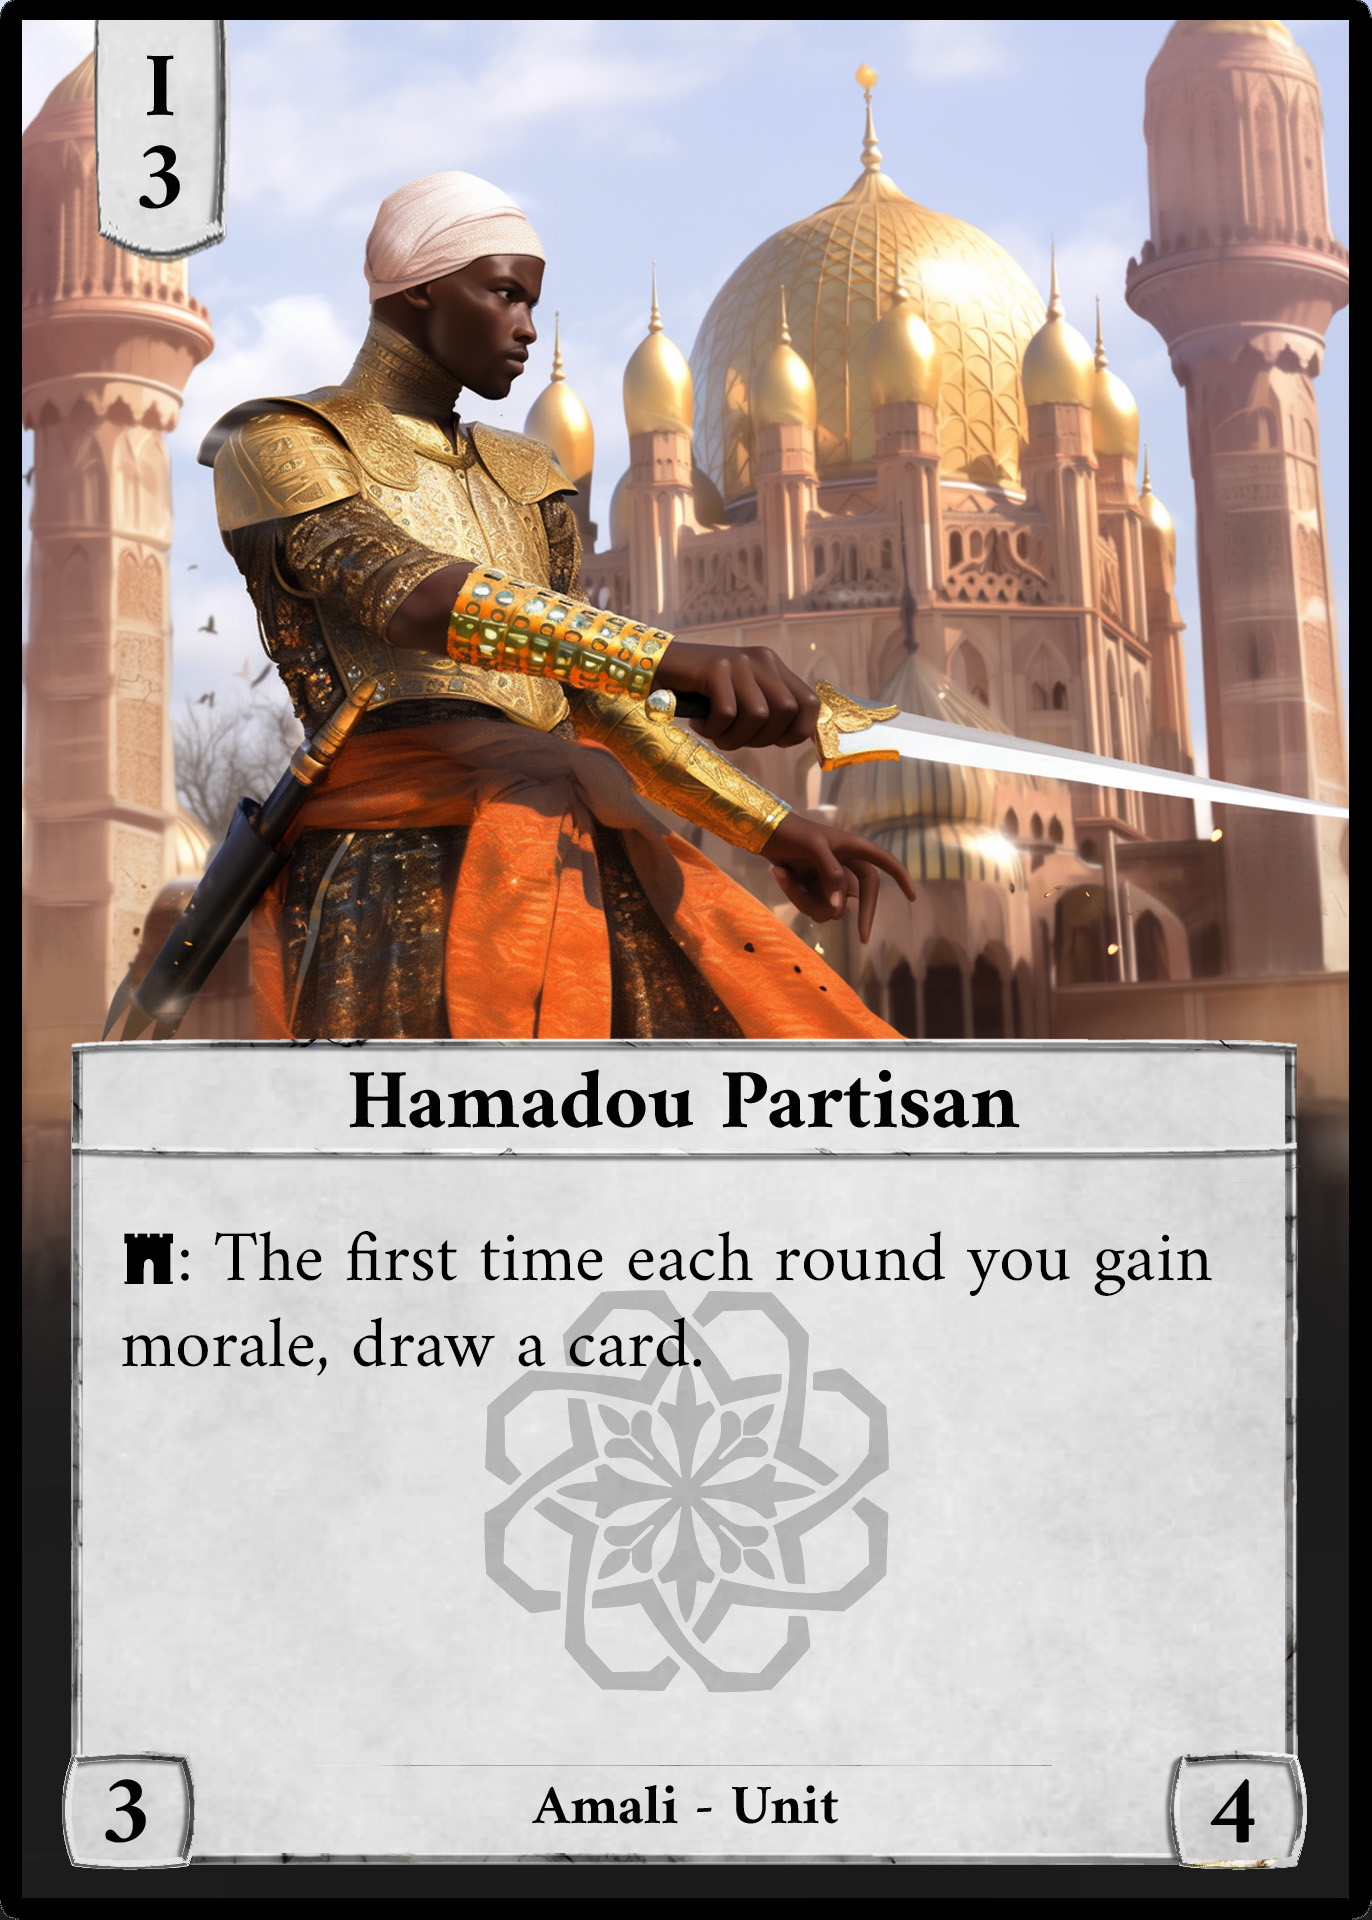 I
3
Hamadou Partisan
: The first time each round you gain
morale, draw a card.
3
Amali - Unit
4